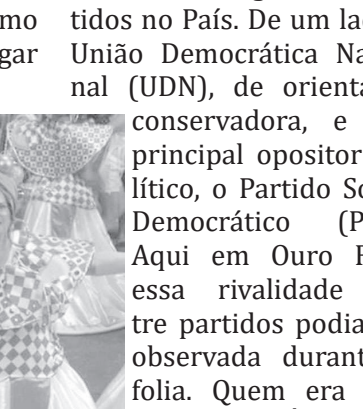 mo
gar
tidos no País. De um la
União Democrática Na
nal (UDN), de orient
conservadora, e
principal opositor
lítico, o Partido So
Democrático (P
Aqui em Ouro
essa rivalidade
tre partidos podia
observada durant
folia. Quem era